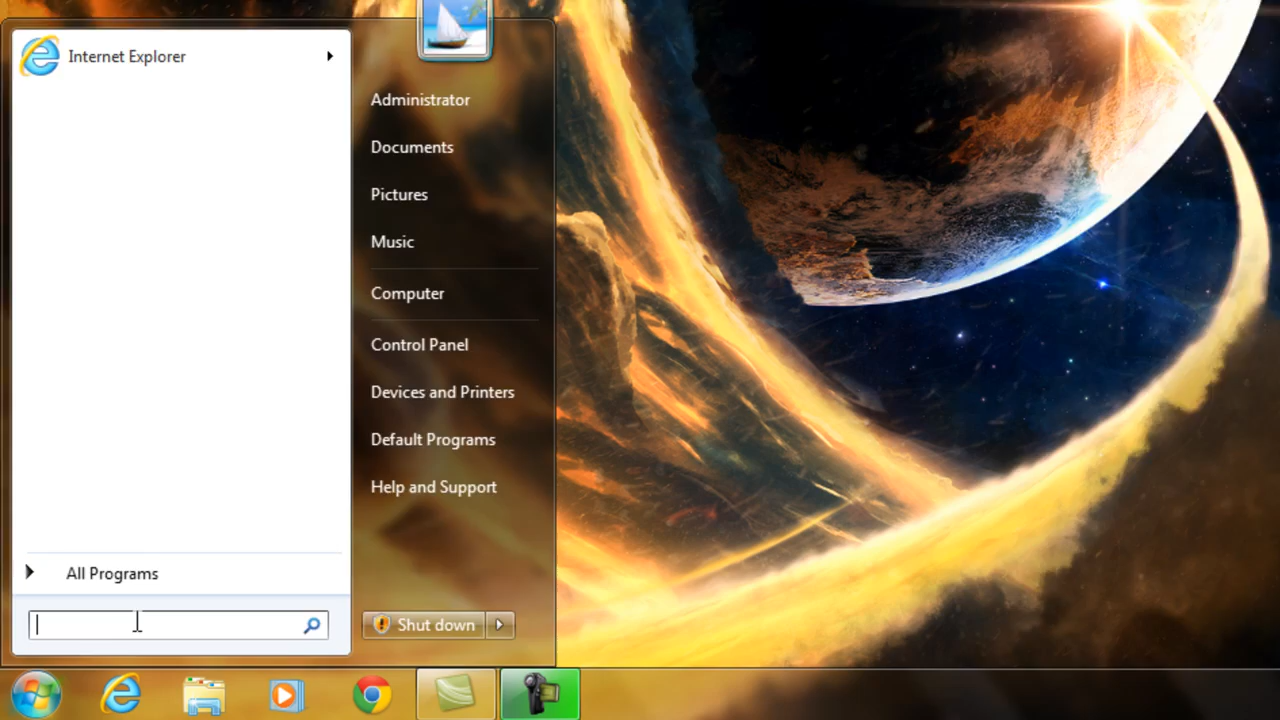 Internet Explorer
Administrator
Documents
Pictures
Music
Computer
Control Panel
Devices and Printers
Default Programs
Help and Support
All Programs
Shut down